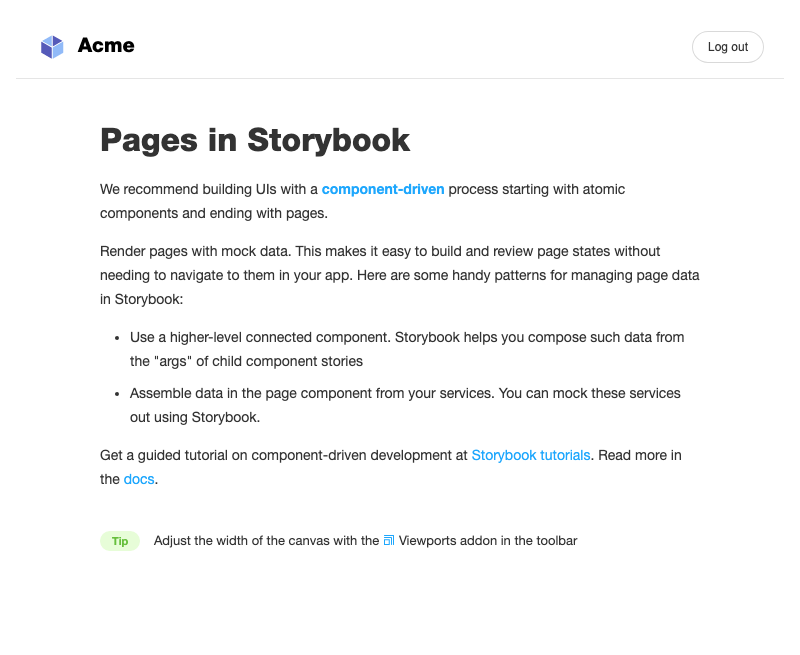 Acme
Log out
Pages in Storybook
We recommend building UIs with a component-driven process starting with atomic
components and ending with pages.
Render pages with mock data. This makes it easy to build and review page states without
needing to navigate to them in your app. Here are some handy patterns for managing page data
in Storybook:
• Use a higher-level connected component. Storybook helps you compose such data from
the "args" of child component stories
• Assemble data in the page component from your services. You can mock these services
out using Storybook.
Get a guided tutorial on component-driven development at Storybook tutorials. Read more in
the docs.
Tip Adjust the width of the canvas with the Viewports addon in the toolbar